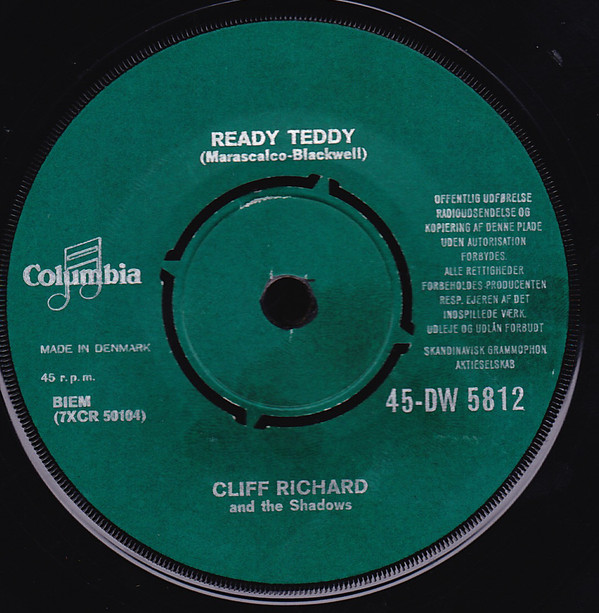 READY TEDDY
(Marascalco-Blackwell)
OFFENTLIG UDFØRELSE
RADIOUDSENDELSE OG
KOPIERING AF DENNE PLADE
UDEN AUTORISATION
FORBYDES.
ALLE RETTIGHEDER
FORBEHOLDES PRODUCENTEN
RESP. EJEREN AF DET
INDSPILLEDE VÆRK.
UDLEJE OG UDLÅN FORBUDT
SKANDINAVISK GRAMMOPHON
AKTIESELSKAB
Columbia
MADE IN DENMARK
45 r.p.m.
BIEM
(7XCR 50104)
45-DW 5812
CLIFF RICHARD
and the Shadows